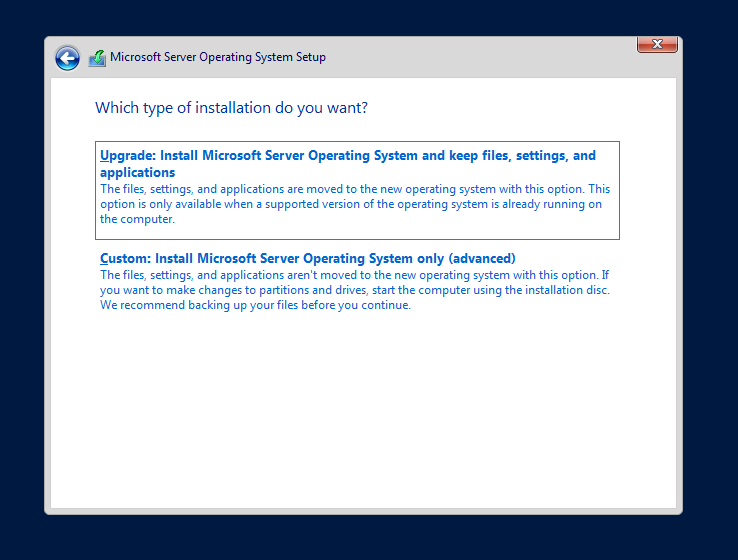 Microsoft Server Operating System Setup
Which type of installation do you want?
Upgrade: Install Microsoft Server Operating System and keep files, settings, and
applications
The files, settings, and applications are moved to the new operating system with this option. This
option is only available when a supported version of the operating system is already running on
the computer.
Custom: Install Microsoft Server Operating System only (advanced)
The files, settings, and applications aren't moved to the new operating system with this option. If
you want to make changes to partitions and drives, start the computer using the installation disc.
We recommend backing up your files before you continue.